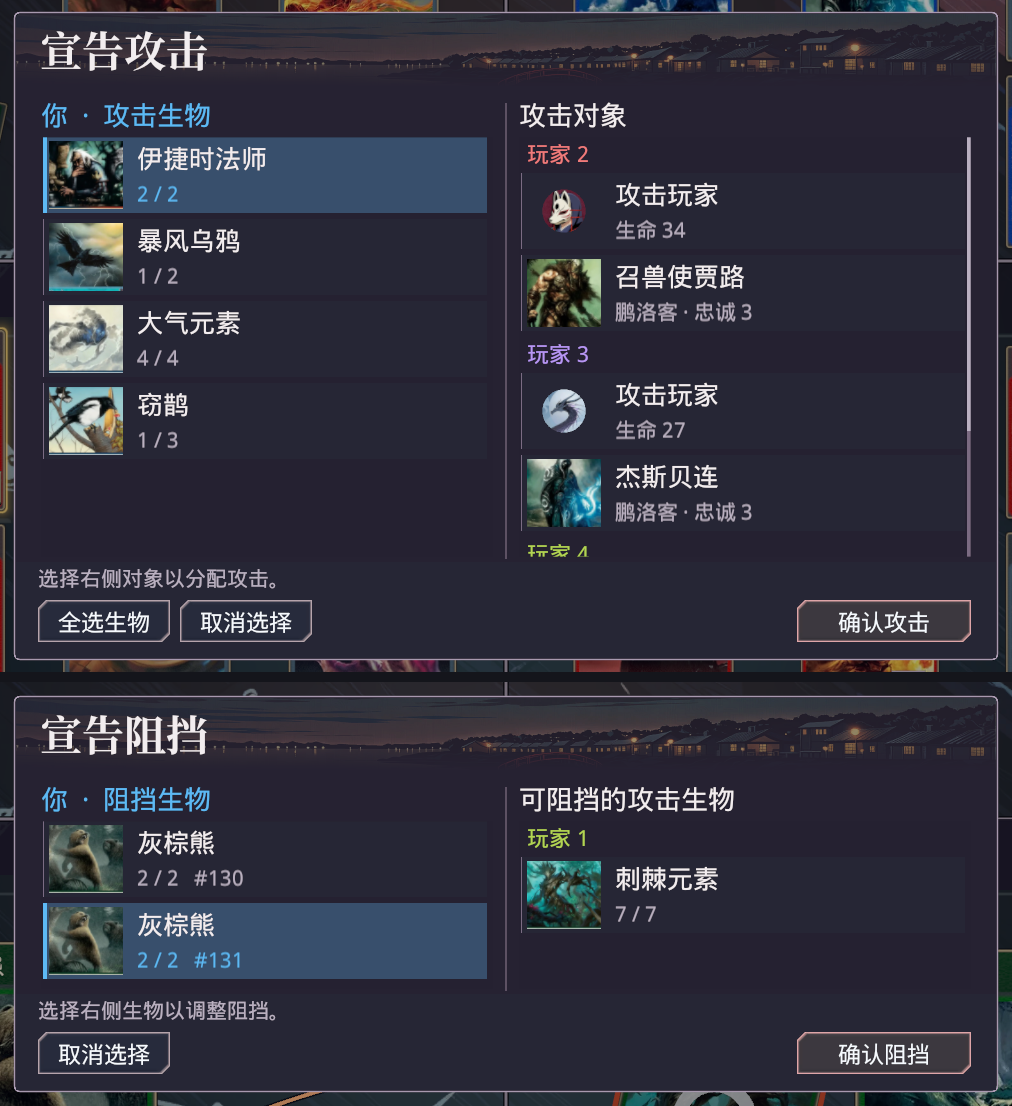 宣告攻击
你 · 攻击生物
伊捷时法师
2 / 2
暴风乌鸦
1 / 2
大气元素
4 / 4
窃鹊
1 / 3
攻击对象
玩家 2
攻击玩家
生命 34
召兽使贾路
鹏洛客 · 忠诚 3
玩家 3
攻击玩家
生命 27
杰斯贝连
鹏洛客 · 忠诚 3
玩家 4
选择右侧对象以分配攻击。
全选生物
取消选择
确认攻击
宣告阻挡
你 · 阻挡生物
灰棕熊
2 / 2 #130
灰棕熊
2 / 2 #131
可阻挡的攻击生物
玩家 1
刺棘元素
7 / 7
选择右侧生物以调整阻挡。
取消选择
确认阻挡